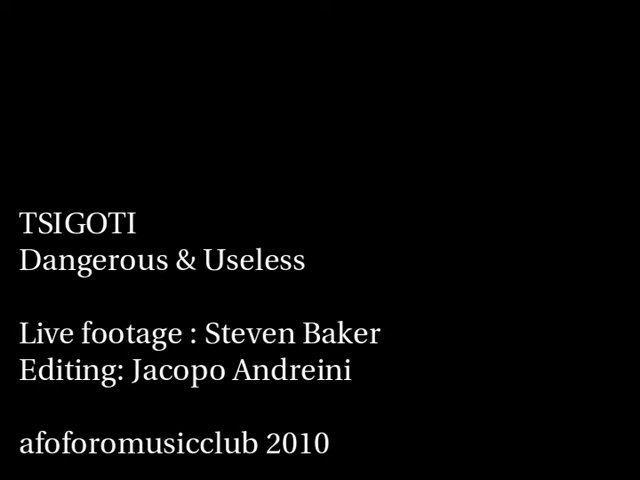 TSIGOTI
Dangerous & Useless
Live footage : Steven Baker
Editing: Jacopo Andreini
afoforomusicclub 2010